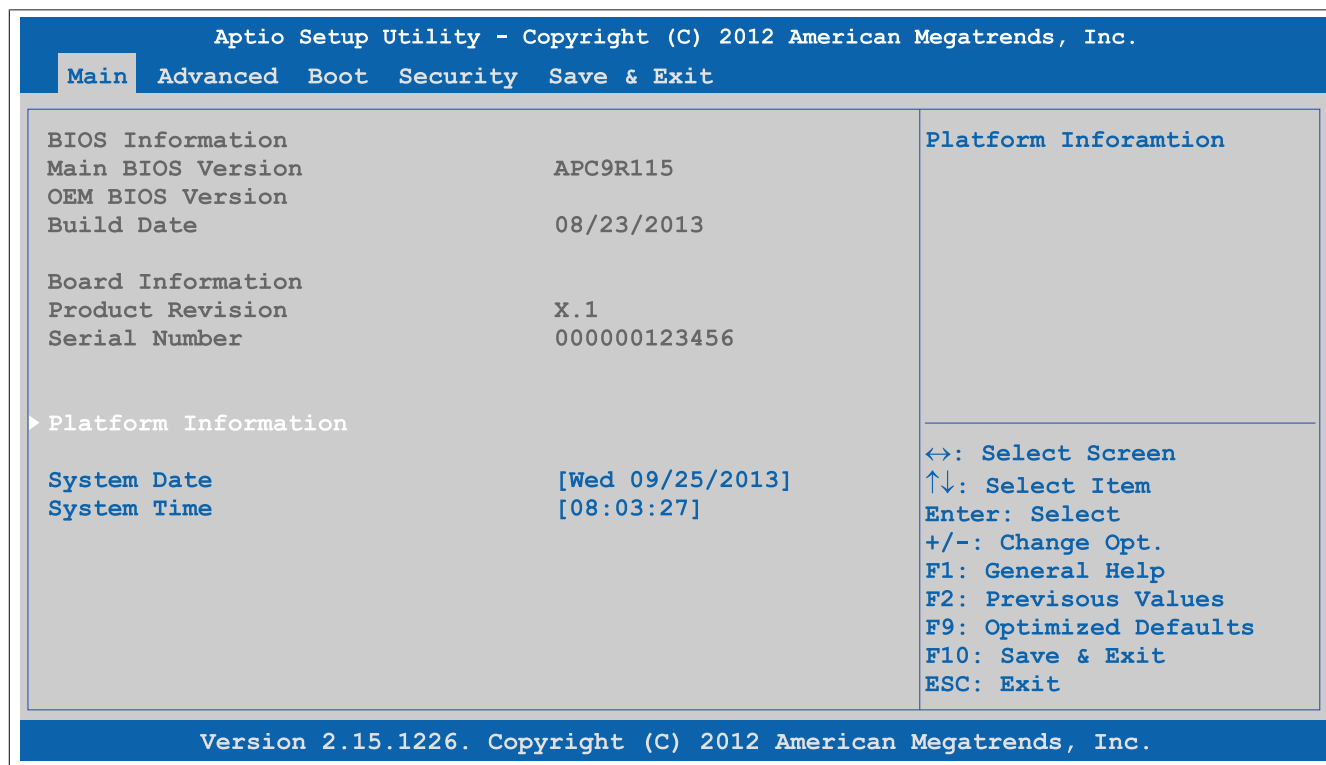 Aptio Setup Utility - Copyright (C) 2012 American Megatrends, Inc.
Main Advanced Boot Security Save & Exit
BIOS Information
Main BIOS Version APC9R115
OEM BIOS Version
Build Date 08/23/2013
Board Information
Product Revision X.1
Serial Number 000000123456
Platform Information
System Date [Wed 09/25/2013]
System Time [08:03:27]
Platform Inforamtion
↔: Select Screen
↑↓: Select Item
Enter: Select
+/-: Change Opt.
F1: General Help
F2: Previsous Values
F9: Optimized Defaults
F10: Save & Exit
ESC: Exit
Version 2.15.1226. Copyright (C) 2012 American Megatrends, Inc.